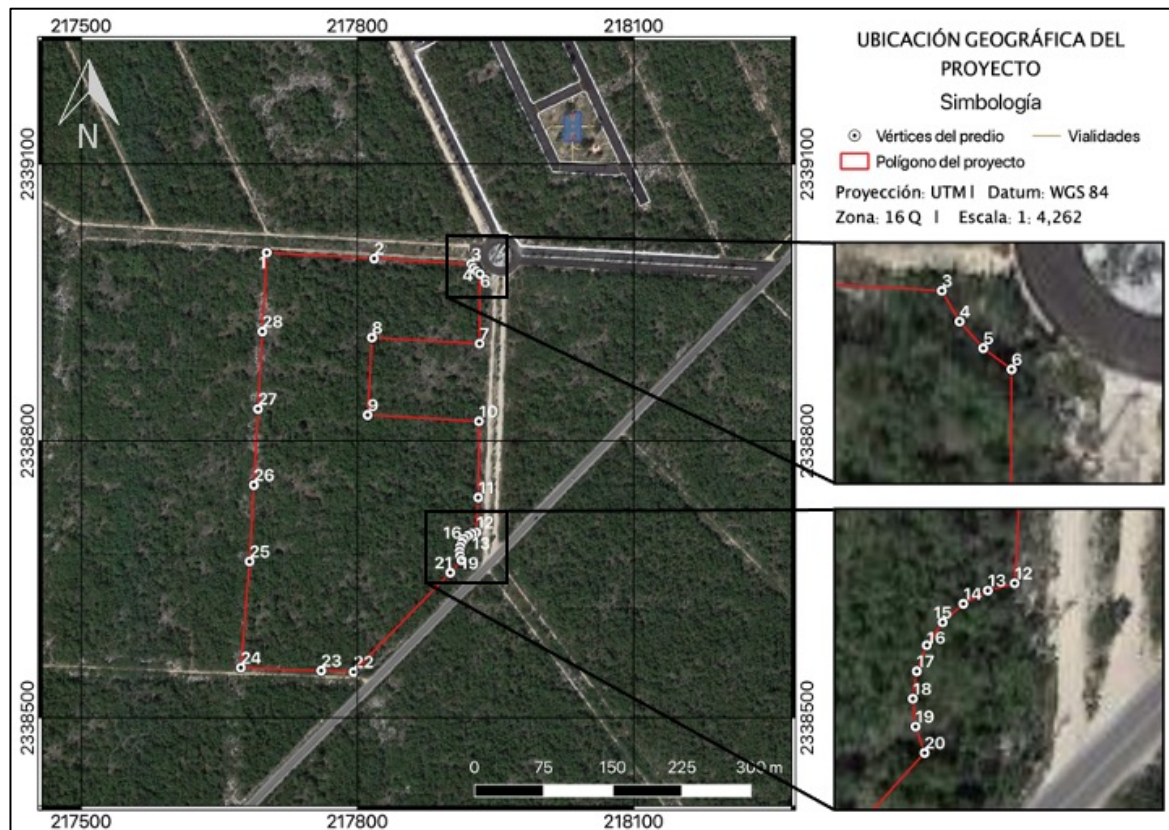 217500 217800 218100
UBICACIÓN GEOGRÁFICA DEL
PROYECTO
Simbología
Vértices del predio Vialidades
Polígono del proyecto
Proyección: UTM I Datum: WGS 84
Zona: 16 Q I Escala: 1: 4,262
N
2339100 2339100
1 2 3
4 6
28 8 7
27 9 10
2338800 2338800
26 11
16 12
13
25 21 19
24 23 22
2338500 2338500
0 75 150 225 300 m
217500 217800 218100
3
4
5
6
12
13
14
15
16
17
18
19
20